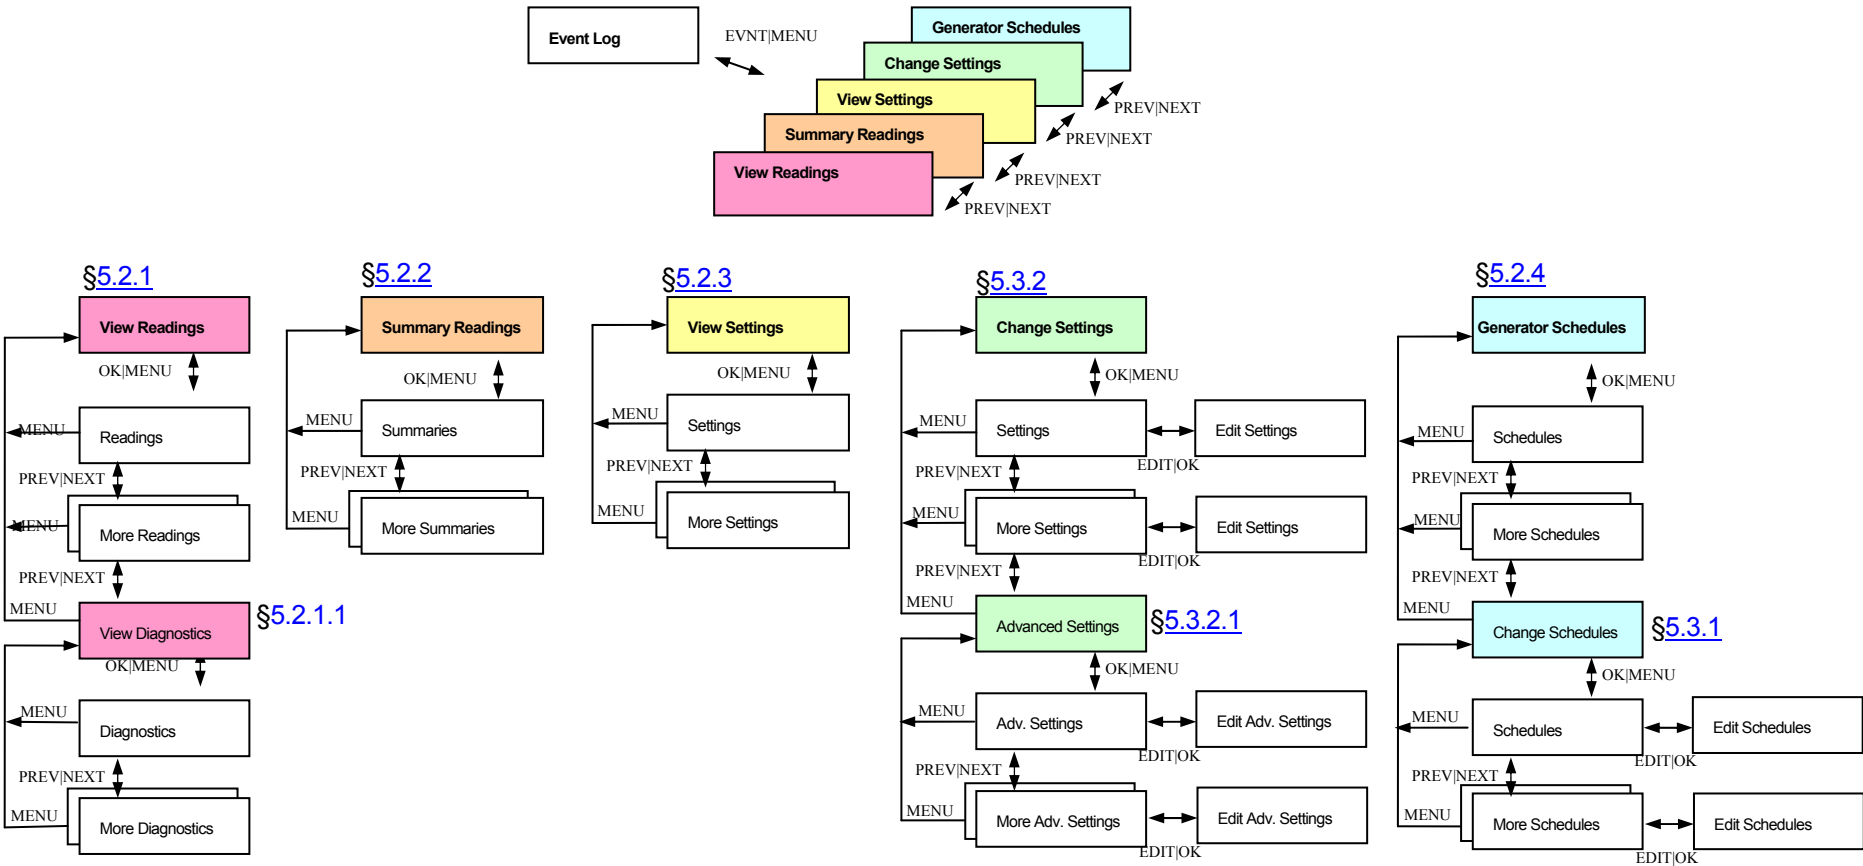 Event Log
EVNT|MENU
Generator Schedules
Change Settings
View Settings
Summary Readings
View Readings
PREV|NEXT
PREV|NEXT
PREV|NEXT
PREV|NEXT
§5.2.1
View Readings
OK|MENU
MENU
Readings
PREV|NEXT
MENU
More Readings
PREV|NEXT
MENU
View Diagnostics
§5.2.1.1
OK|MENU
MENU
Diagnostics
PREV|NEXT
MENU
More Diagnostics
§5.2.2
Summary Readings
OK|MENU
MENU
Summaries
PREV|NEXT
MENU
More Summaries
§5.2.3
View Settings
OK|MENU
MENU
Settings
PREV|NEXT
MENU
More Settings
§5.3.2
Change Settings
OK|MENU
MENU
Settings
Edit Settings
EDIT|OK
PREV|NEXT
MENU
More Settings
Edit Settings
EDIT|OK
PREV|NEXT
MENU
Advanced Settings
§5.3.2.1
OK|MENU
MENU
Adv. Settings
Edit Adv. Settings
EDIT|OK
PREV|NEXT
MENU
More Adv. Settings
Edit Adv. Settings
EDIT|OK
§5.2.4
Generator Schedules
OK|MENU
MENU
Schedules
PREV|NEXT
MENU
More Schedules
PREV|NEXT
MENU
Change Schedules
§5.3.1
OK|MENU
MENU
Schedules
Edit Schedules
EDIT|OK
PREV|NEXT
MENU
More Schedules
Edit Schedules
EDIT|OK